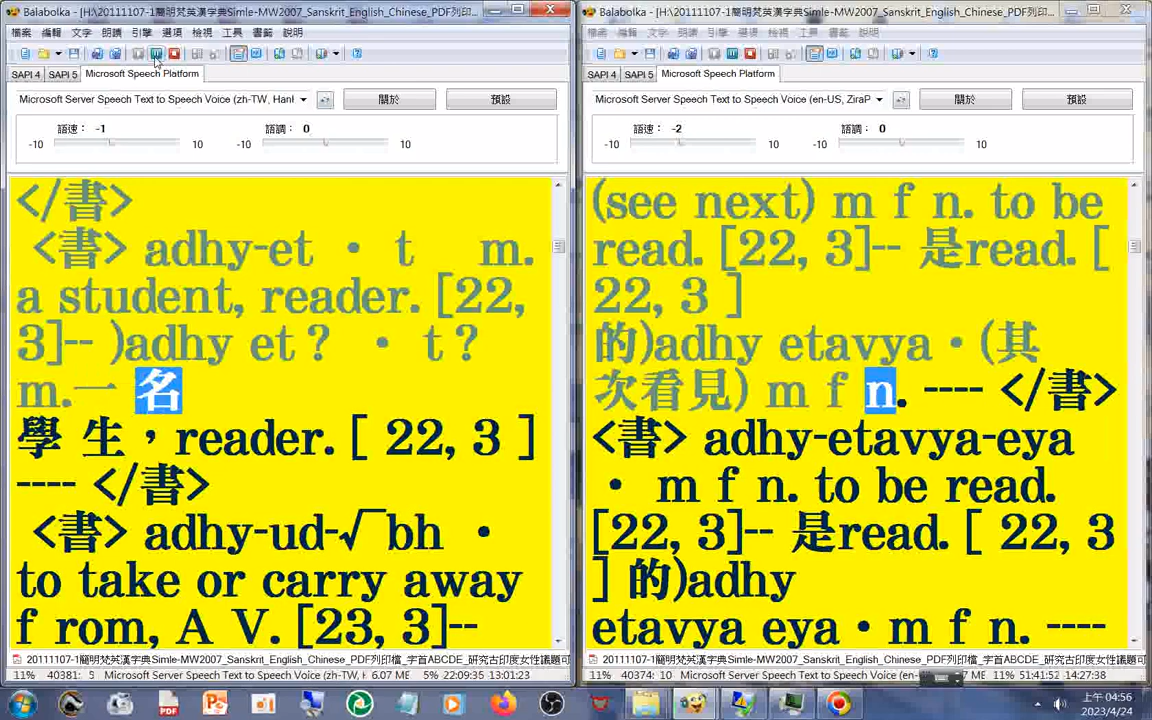 Balabolka - [H:\20111107-1簡明梵英漢字典Simle-MW2007_Sanskrit_English_Chinese_PDF列印...
檔案 編輯 文字 朗讀 引擎 選項 檢視 工具 書籤 說明
SAPI 4 SAPI 5 Microsoft Speech Platform
Microsoft Server Speech Text to Speech Voice (zh-TW, Hanl 關於 預設
語速： -1 語調： 0
-10 10 -10 10
</書>
<書> adhy-et • t m.
a student, reader. [22,
3]-- )adhy et？ • t？
m.一 名
學 生，reader. [ 22, 3 ]
---- </書>
<書> adhy-ud-√bh •
to take or carry away
f rom, A V. [23, 3]--
20111107-1簡明梵英漢字典Simle-MW2007_Sanskrit_English_Chinese_PDF列印檔_字首ABCDE_研究古印度女性議題可
11% 40381: 5 Microsoft Server Speech Text to Speech Voice (zh-TW, H 6.07 ME 5% 22:09:35 13:01:23
Balabolka - [H:\20111107-1簡明梵英漢字典Simle-MW2007_Sanskrit_English_Chinese_PDF列印...
檔案 編輯 文字 朗讀 引擎 選項 檢視 工具 書籤 說明
SAPI 4 SAPI 5 Microsoft Speech Platform
Microsoft Server Speech Text to Speech Voice (en-US, ZiraP 關於 預設
語速： -2 語調： 0
-10 10 -10 10
(see next) m f n. to be
read. [22, 3]-- 是read. [
22, 3 ]
的)adhy etavya • (其
次看見) m f n. ---- </書>
<書> adhy-etavya-eya
• m f n. to be read.
[22, 3]-- 是read. [ 22, 3
] 的)adhy
etavya eya • m f n. ----
20111107-1簡明梵英漢字典Simle-MW2007_Sanskrit_English_Chinese_PDF列印檔_字首ABCDE_研究古印度女性議題可
11% 40374: 10 Microsoft Server Speech Text to Speech Voice 11% 51:41:52 14:27:38
上午 04:56
2023/4/24